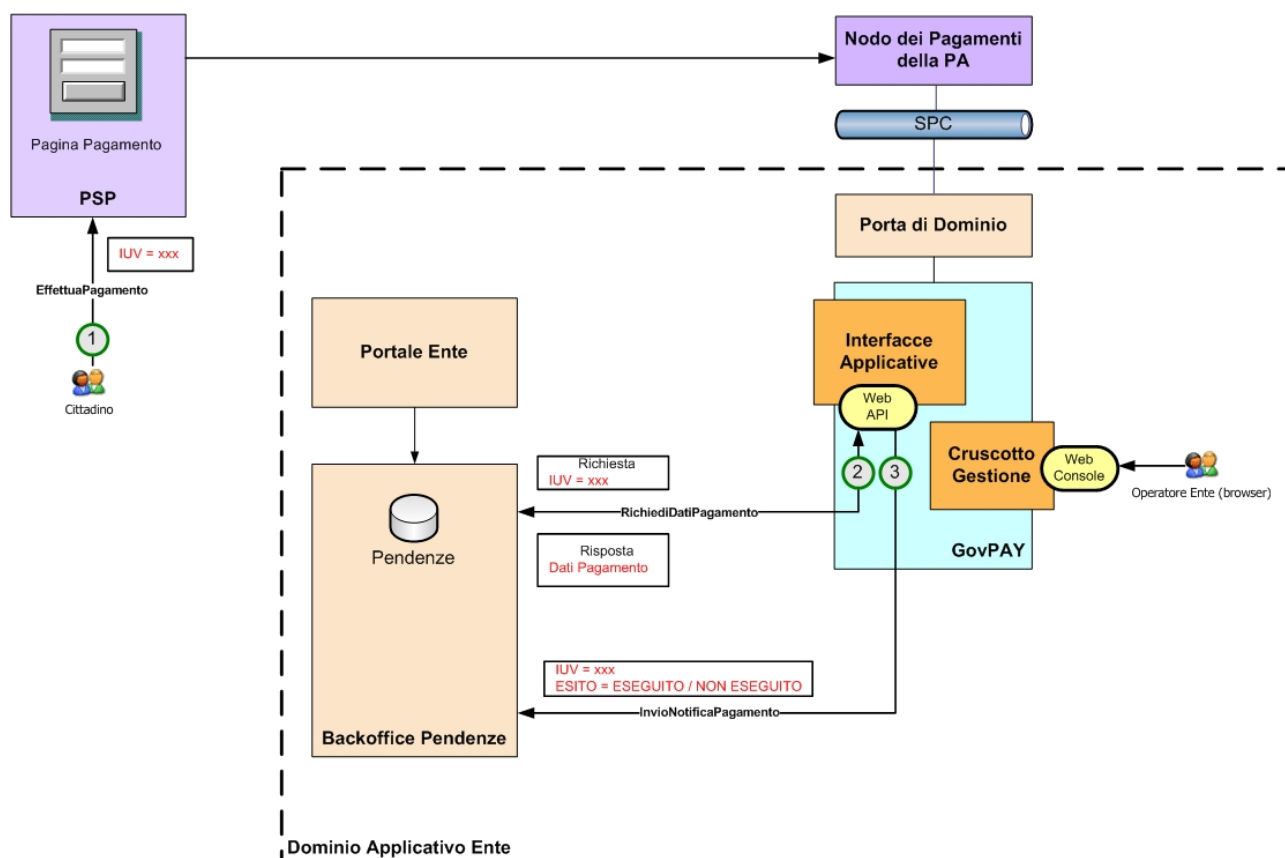 Nodo dei Pagamenti
della PA
Pagina Pagamento
SPC
PSP
Porta di Dominio
IUV = xxx
EffettuaPagamento
1
Cittadino
Portale Ente
Interfacce
Applicative
Web
API
Cruscotto
Gestione
Web
Console
Operatore Ente (browser)
2
3
Richiesta
IUV = xxx
RichiediDatiPagamento
Pendenze
Risposta
Dati Pagamento
GovPAY
IUV = xxx
ESITO = ESEGUITO / NON ESEGUITO
InvioNotificaPagamento
Backoffice Pendenze
Dominio Applicativo Ente